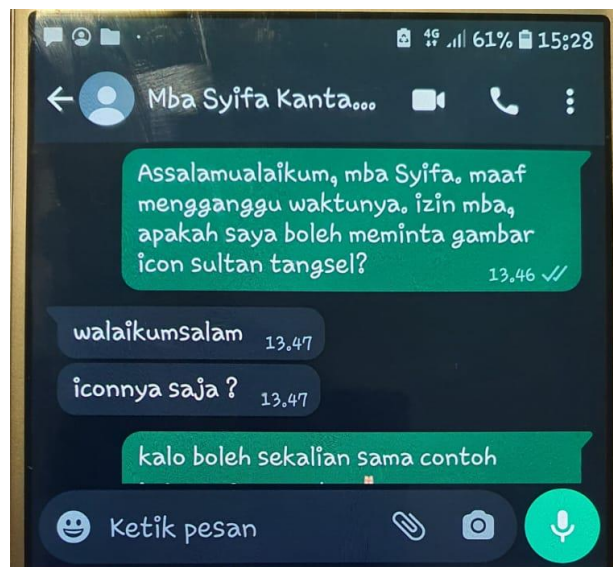 4G 61% 15:28
Mba Syifa Kanta...
Assalamualaikum, mba Syifa. maaf
mengganggu waktunya. izin mba,
apakah saya boleh meminta gambar
icon sultan tangsel?
13.46
walaikumsalam 13.47
iconnya saja ? 13.47
kalo boleh sekalian sama contoh
Ketik pesan